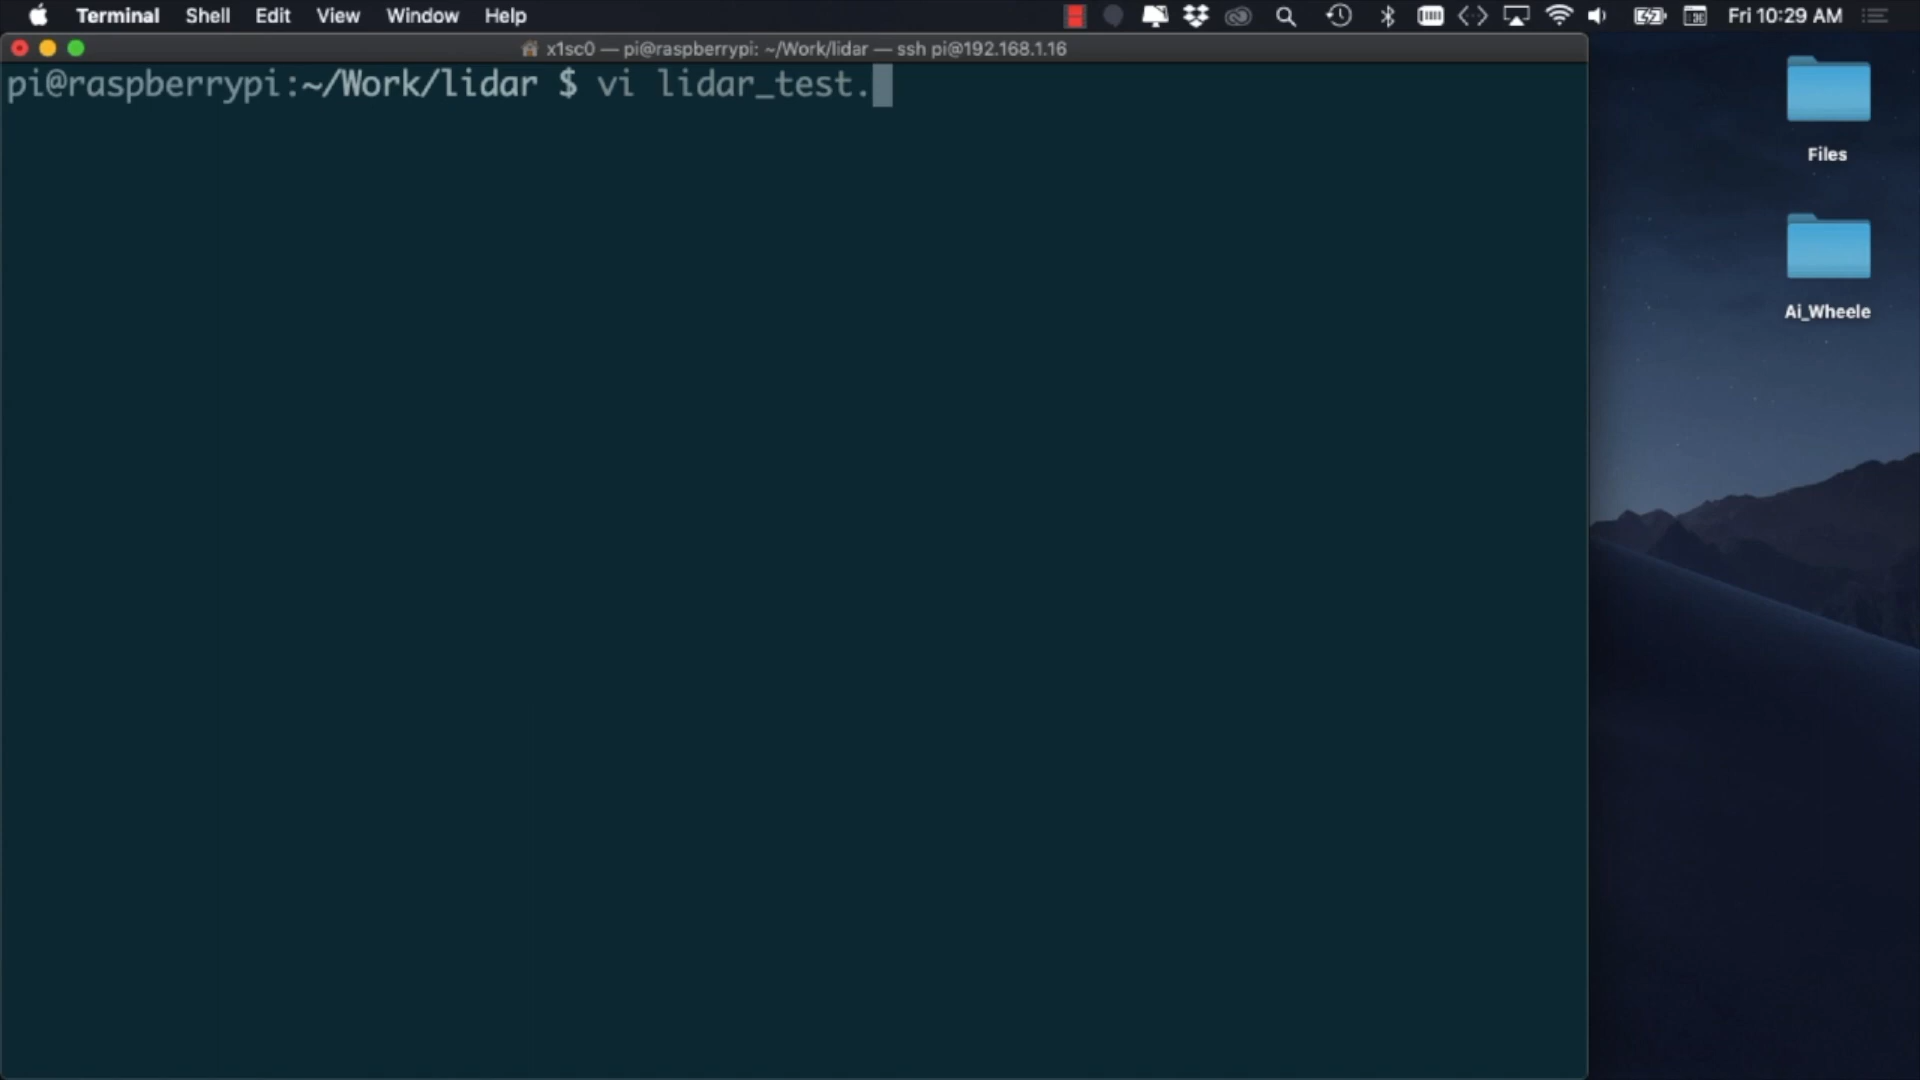 Terminal Shell Edit View Window Help Fri 10:29 AM
x1sc0 — pi@raspberrypi: ~/Work/lidar — ssh pi@192.168.1.16
pi@raspberrypi:~/Work/lidar $ vi lidar_test.
Files
Ai_Wheele